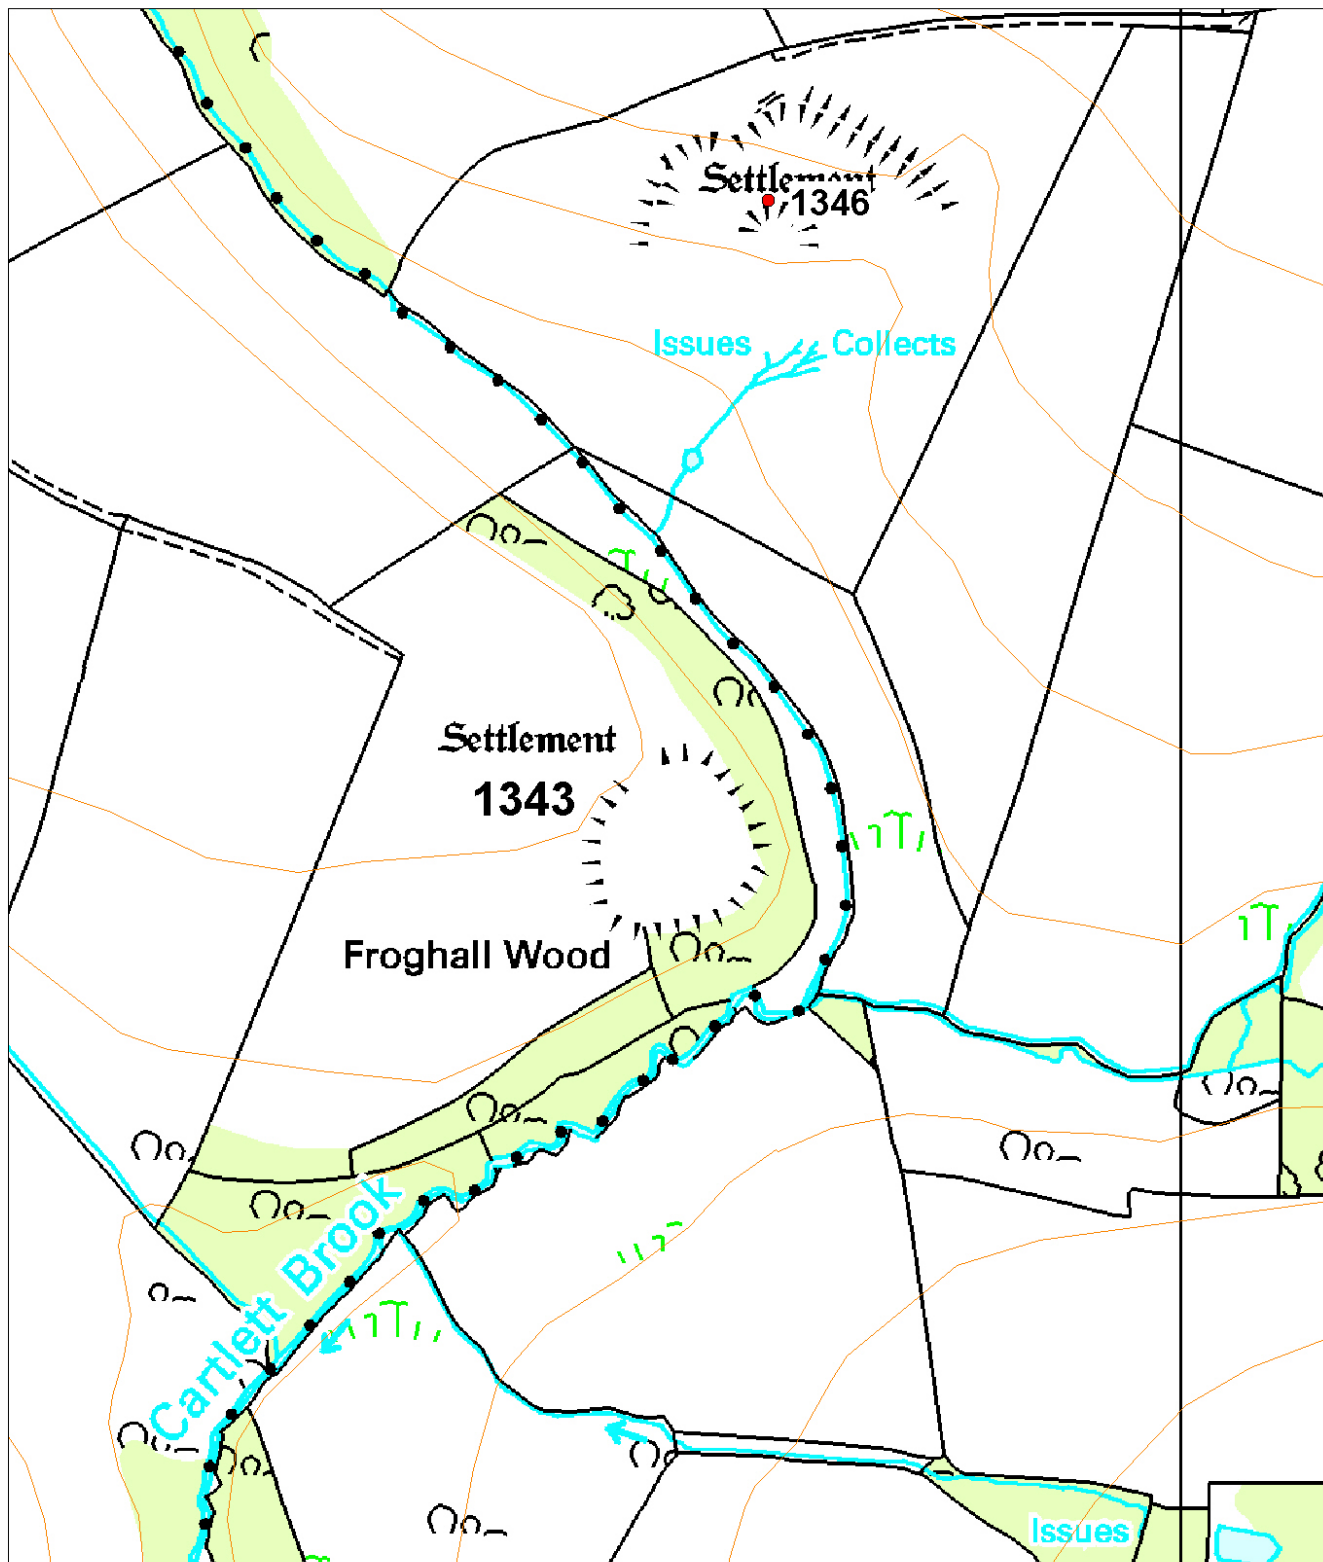 Settlement
1346
Issues
Collects
Settlement
1343
Froghall Wood
Cartlett Brook
Issues